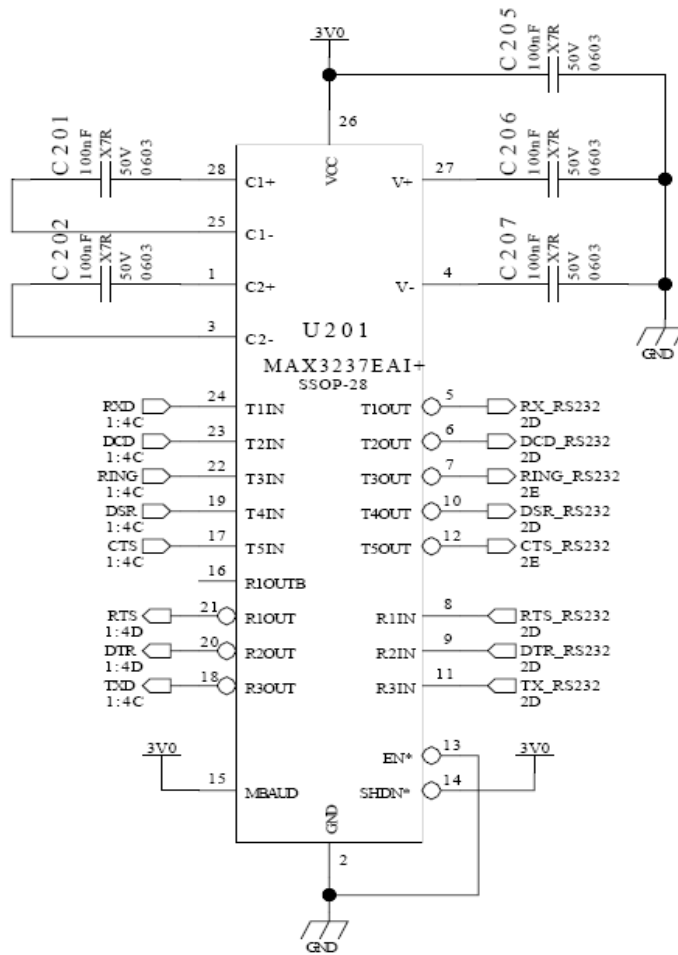 3V0
C205
100nF
X7R
50V
0603
26
VCC
C201
100nF
X7R
50V
0603
28
C1+
V+
27
C206
100nF
X7R
50V
0603
25
C1-
C202
100nF
X7R
50V
0603
1
C2+
V-
4
C207
100nF
X7R
50V
0603
3
C2-
GND
U201
MAX3237EAI+
SSOP-28
RXD
1:4C
24
T1IN
T1OUT
5
RX_RS232
2D
DCD
1:4C
23
T2IN
T2OUT
6
DCD_RS232
2D
RING
1:4C
22
T3IN
T3OUT
7
RING_RS232
2E
DSR
1:4C
19
T4IN
T4OUT
10
DSR_RS232
2D
CTS
1:4C
17
T5IN
T5OUT
12
CTS_RS232
2E
16
R1OUTB
RTS
1:4D
21
R1OUT
R1IN
8
RTS_RS232
2D
DTR
1:4D
20
R2OUT
R2IN
9
DTR_RS232
2D
TXD
1:4C
18
R3OUT
R3IN
11
TX_RS232
2D
EN*
13
3V0
15
MBAUD
SHDN*
14
3V0
GND
2
GND